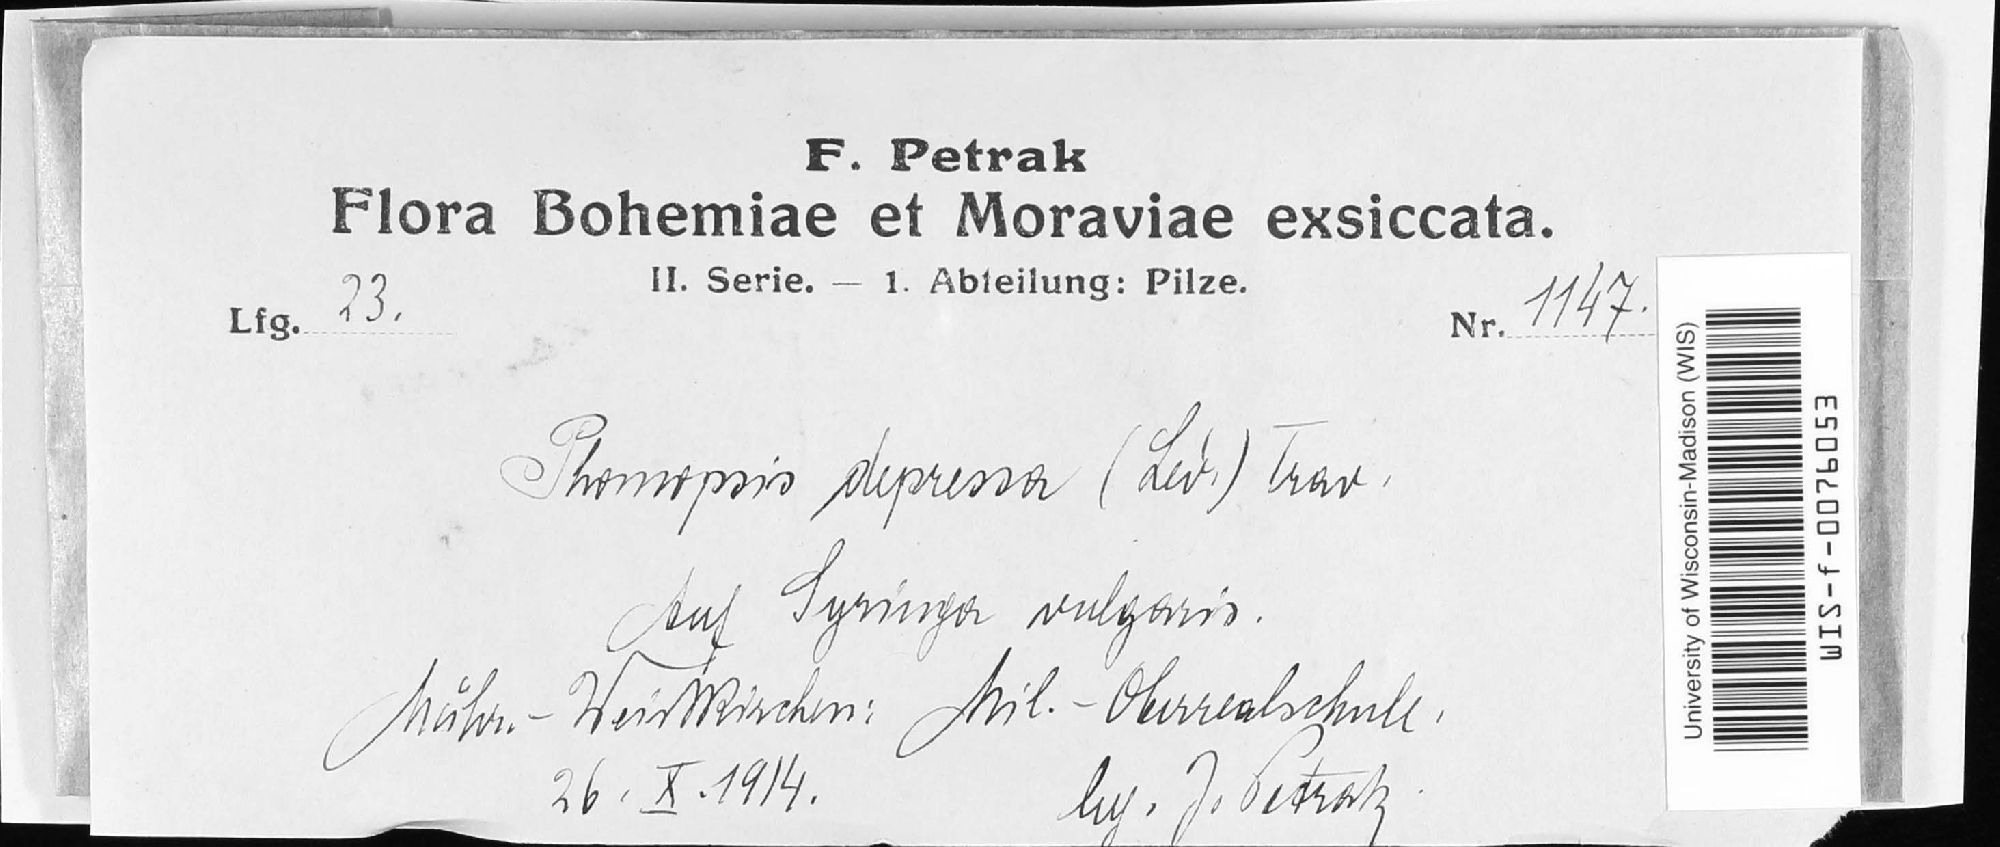 F. Petrak
Flora Bohemiae et Moraviae exsiccata.
II. Serie. — 1. Abteilung: Pilze.
Lfg. 23.
Nr. 1147.
Phomopsis depressa (Lév.) Trav.
Auf Syringa vulgaris.
Mähr.-Weisskirchen: Mil.-Oberrealschule.
26. X. 1914.
lg. J. Petrak
University of Wisconsin-Madison (WIS)
WIS-f-0076053